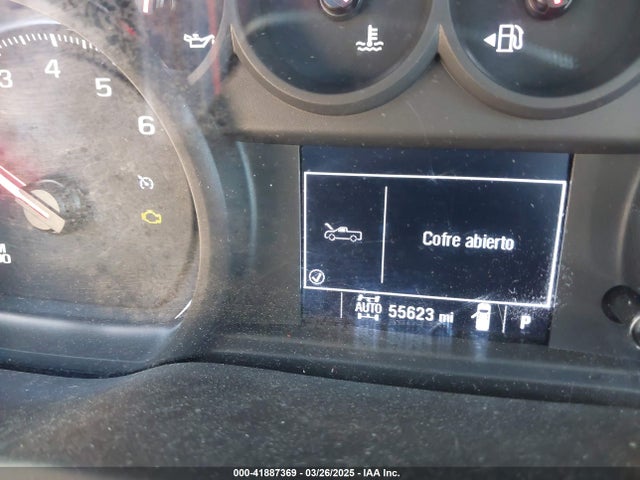 3 4 5 6
Cofre abierto
AUTO 55623 mi P
000-41887369 • 03/26/2025 • IAA Inc.